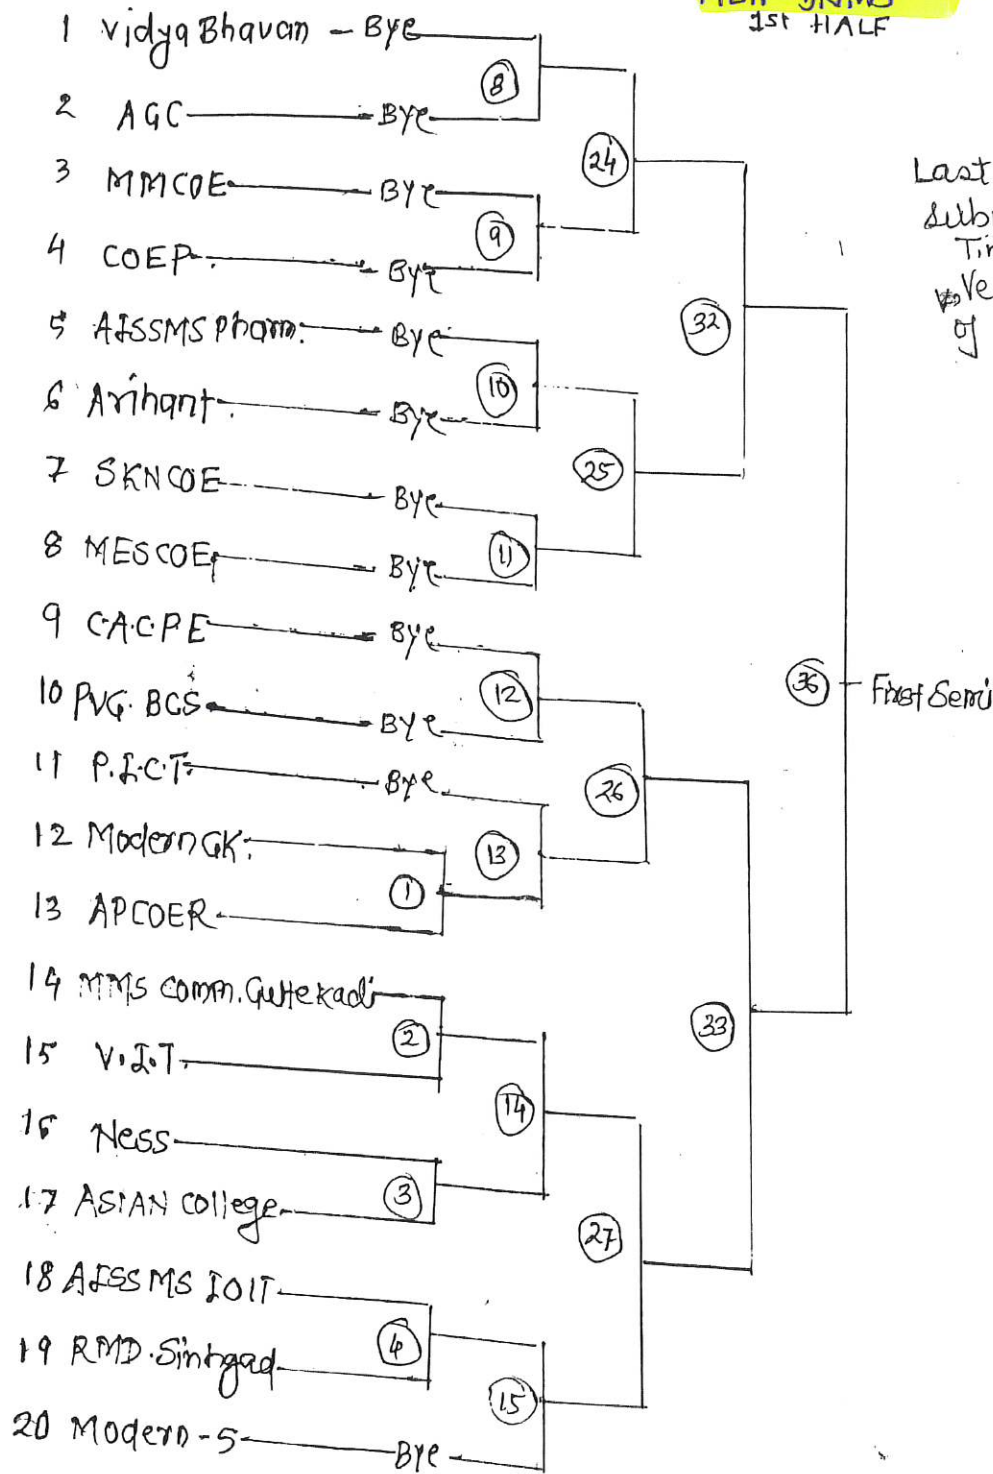 1st HALF
1 Vidya Bhavan - Bye
8
2 AGC Bye
24
3 MMCOE Bye
9
4 COEP. Bye
Last
32
5 AISSMS Pharm. Bye
10
6 Arihant. Bye
25
7 SKNCOE Bye
11
8 MESCOE Bye
9 C.A.C.P.E Bye
12
36 First Semi
10 PVG. BCS Bye
26
11 P.I.C.T. Bye
12 Modern GK.
13
1
13 APCOER
14 MMS Comm. Gultekadi
2
33
15 V.I.T.
14
16 Ness
3
17 ASIAN College
27
18 AISSMS IOIT
4
19 RMD. Sinhgad
15
20 Modern - 5 Bye